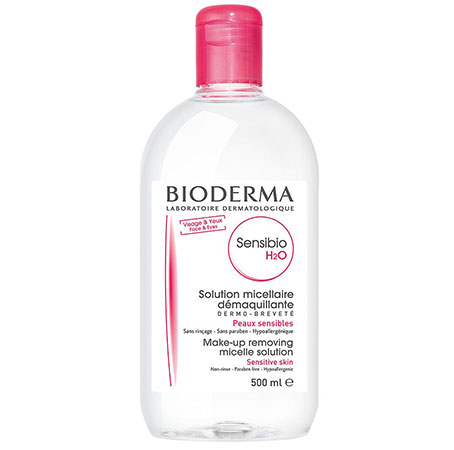 BIODERMA
LABORATOIRE DERMATOLOGIQUE
Visage & Yeux
Face & Eyes
Sensibio
H2O
Solution micellaire
démaquillante
DERMO-BREVETÉ
Peaux sensibles
Sans rinçage - Sans paraben - Hypoallergénique
Make-up removing
micelle solution
Sensitive skin
Non-rinse - Paraben free - Hypoallergenic
500 ml e